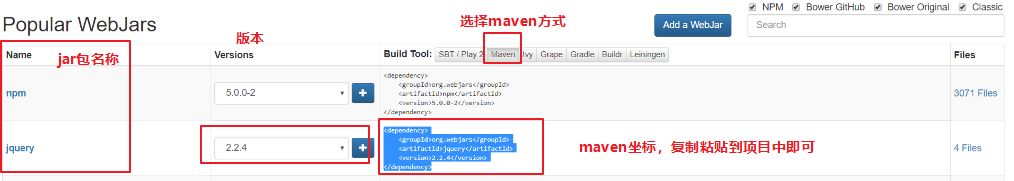 NPM Bower GitHub Bower Original Classic
Popular WebJars
选择maven方式
Add a WebJar
Search
Name
jar包名称
版本
Versions
Build Tool:
SBT / Play 2
Maven
Ivy
Grape
Gradle
Buildr
Leiningen
Files
npm
5.0.0-2
+
<dependency>
<groupId>org.webjars</groupId>
<artifactId>npm</artifactId>
<version>5.0.0-2</version>
</dependency>
3071 Files
jquery
2.2.4
+
<dependency>
<groupId>org.webjars</groupId>
<artifactId>jquery</artifactId>
<version>2.2.4</version>
</dependency>
maven坐标，复制粘贴到项目中即可
4 Files